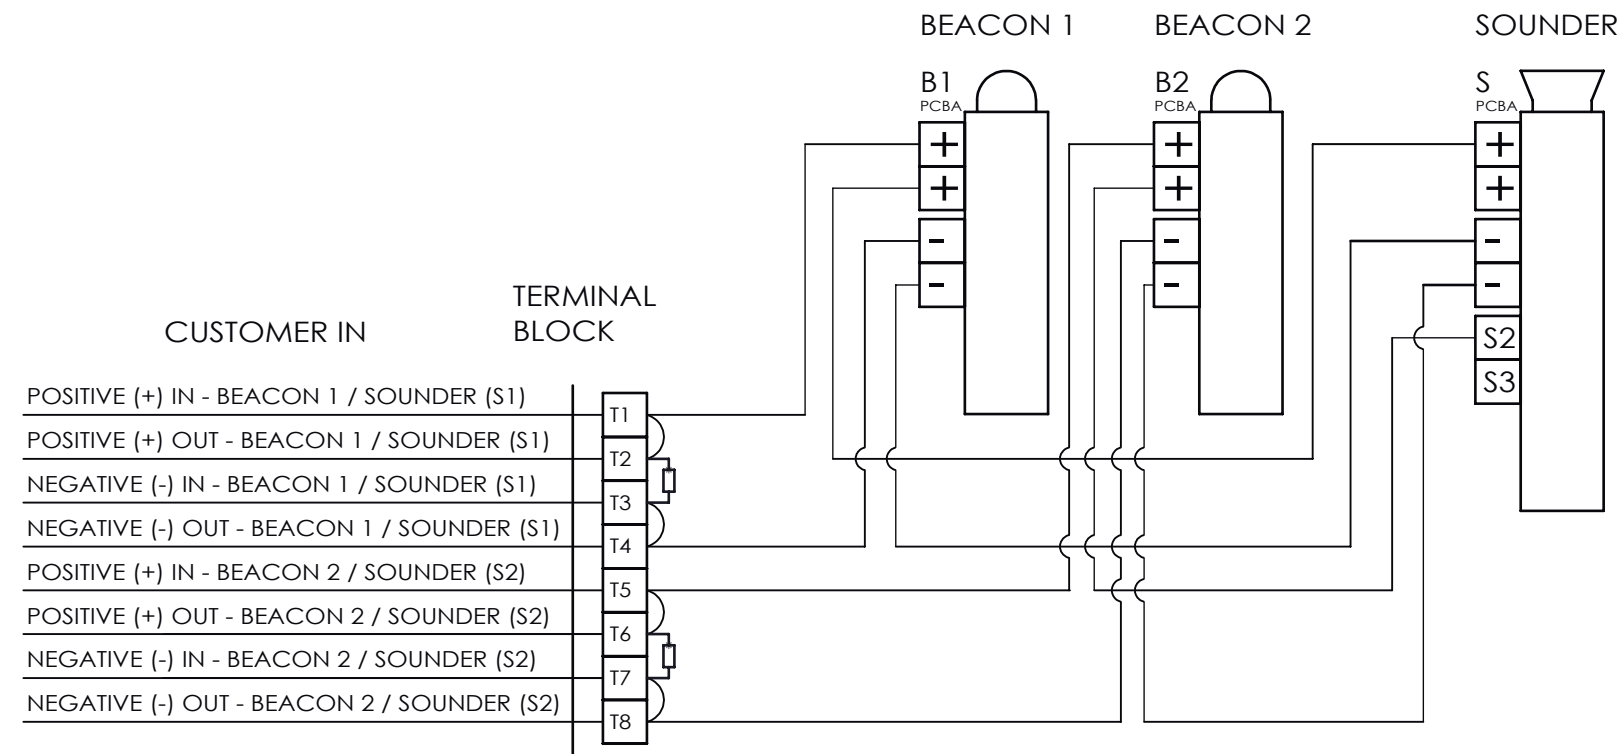 BEACON 1
BEACON 2
SOUNDER
B1
PCBA
+
+
-
-
B2
PCBA
+
+
-
-
S
PCBA
+
+
-
-
S2
S3
CUSTOMER IN
TERMINAL
BLOCK
POSITIVE (+) IN - BEACON 1 / SOUNDER (S1)
T1
POSITIVE (+) OUT - BEACON 1 / SOUNDER (S1)
T2
NEGATIVE (-) IN - BEACON 1 / SOUNDER (S1)
T3
NEGATIVE (-) OUT - BEACON 1 / SOUNDER (S1)
T4
POSITIVE (+) IN - BEACON 2 / SOUNDER (S2)
T5
POSITIVE (+) OUT - BEACON 2 / SOUNDER (S2)
T6
NEGATIVE (-) IN - BEACON 2 / SOUNDER (S2)
T7
NEGATIVE (-) OUT - BEACON 2 / SOUNDER (S2)
T8